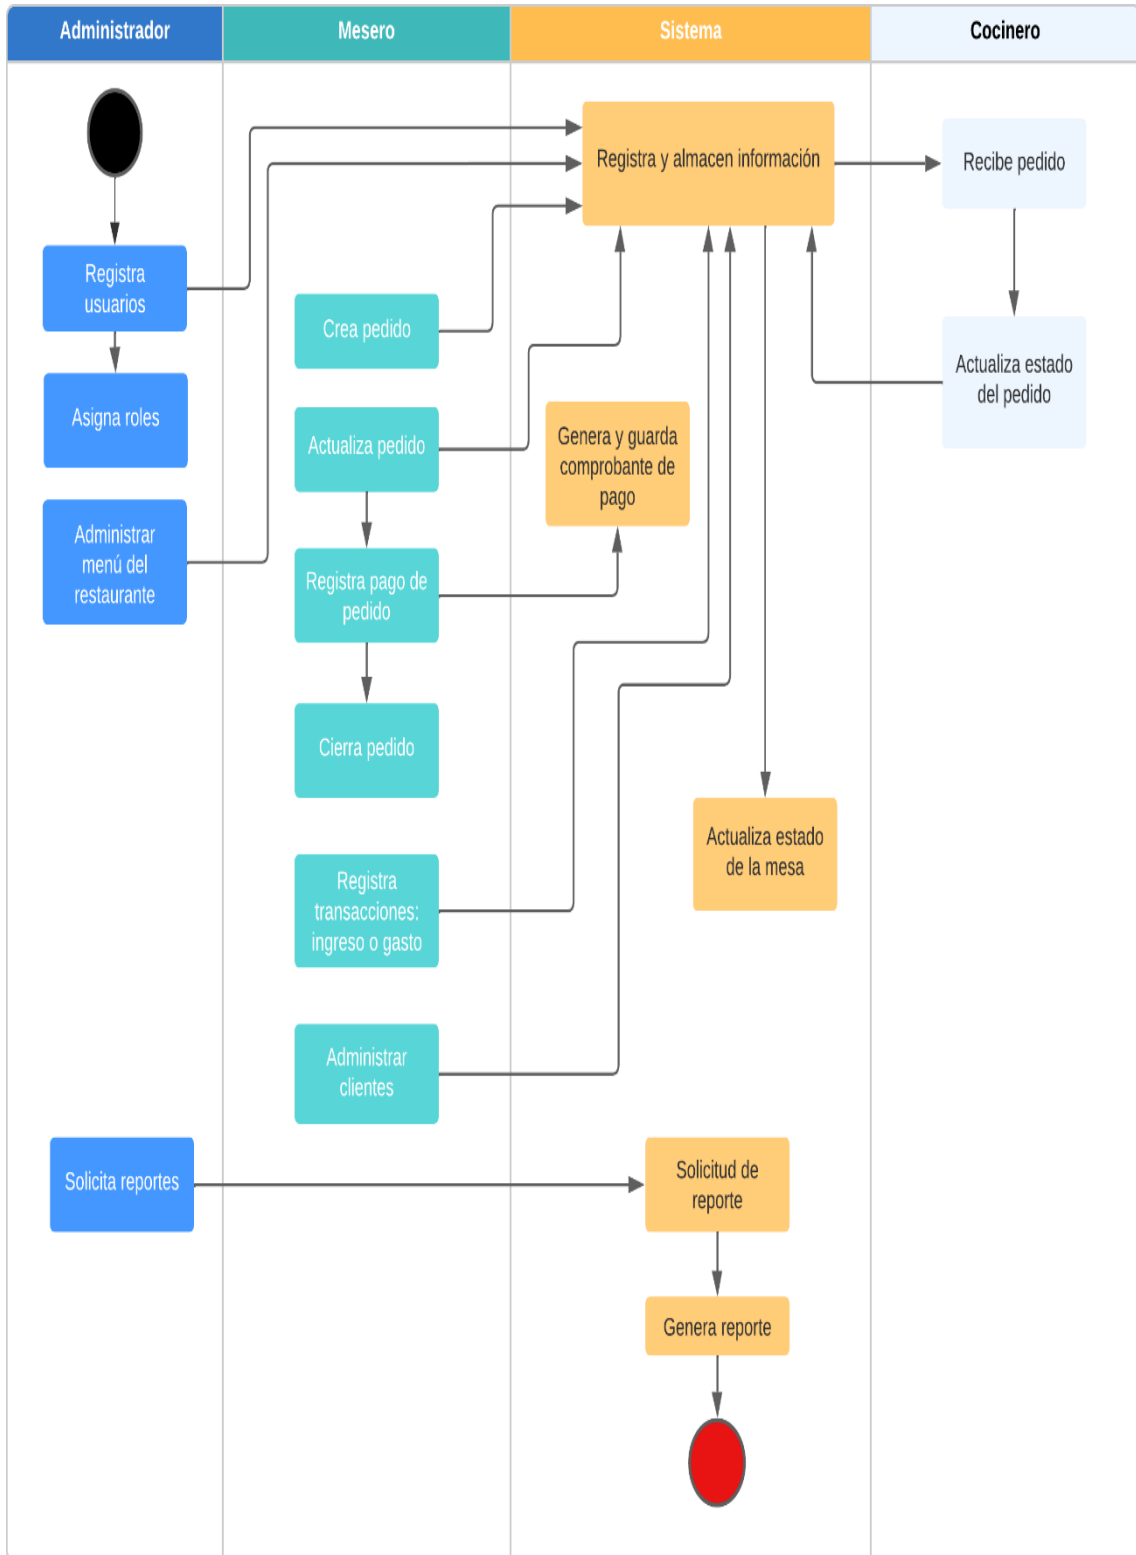 Administrador
Mesero
Sistema
Cocinero
Registra y almacen información
Recibe pedido
Registra
usuarios
Crea pedido
Actualiza estado
del pedido
Asigna roles
Actualiza pedido
Genera y guarda
comprobante de
pago
Administrar
menú del
restaurante
Registra pago de
pedido
Cierra pedido
Actualiza estado
de la mesa
Registra
transacciones:
ingreso o gasto
Administrar
clientes
Solicita reportes
Solicitud de
reporte
Genera reporte